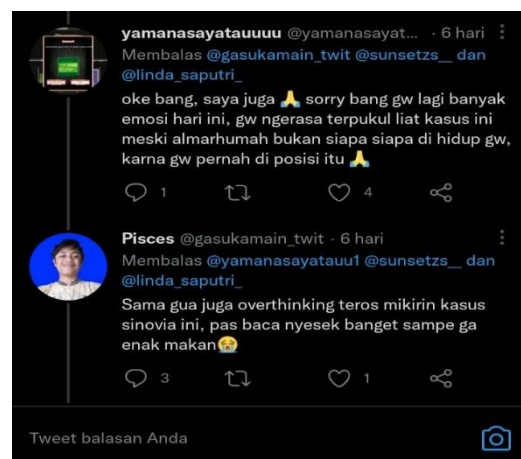 yamanasayatauuuu @yamanasayat... · 6 hari
Membalas @gasukamain_twit @sunsetzs__ dan
@linda_saputri_
oke bang, saya juga 🙏 sorry bang gw lagi banyak
emosi hari ini, gw ngerasa terpukul liat kasus ini
meski almarhumah bukan siapa siapa di hidup gw,
karna gw pernah di posisi itu 🙏
1 4
Pisces @gasukamain_twit · 6 hari
Membalas @yamanasayatauu1 @sunsetzs__ dan
@linda_saputri_
Sama gua juga overthinking teros mikirin kasus
sinovia ini, pas baca nyesek banget sampe ga
enak makan😭
3 1
Tweet balasan Anda